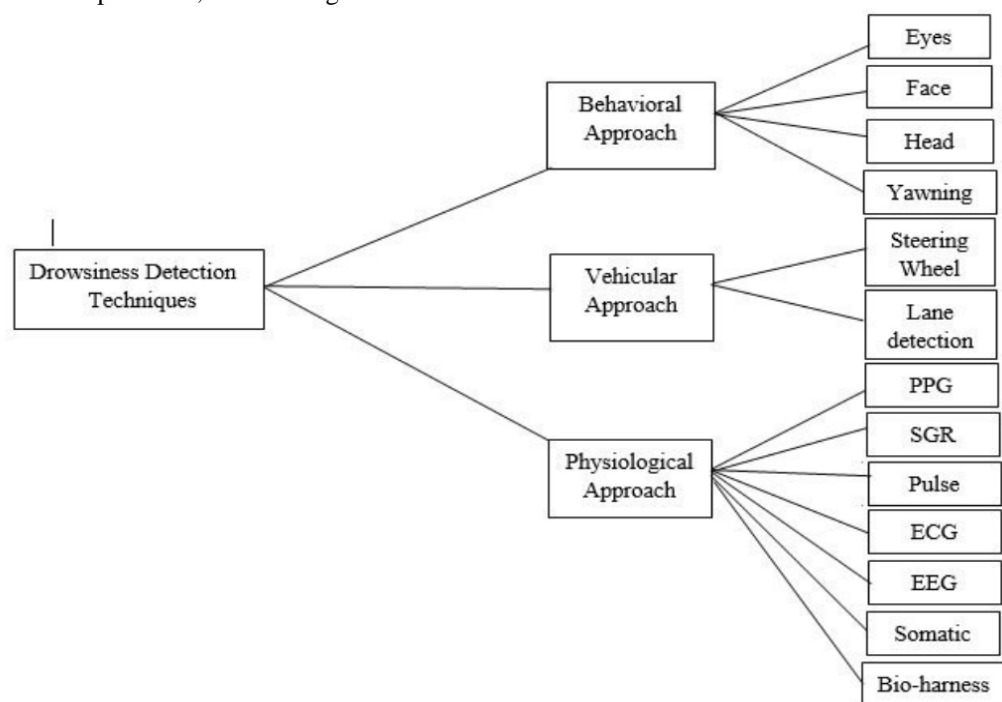 Eyes
Behavioral
Approach
Face
Head
Yawning
Drowsiness Detection
Techniques
Vehicular
Approach
Steering
Wheel
Lane
detection
Physiological
Approach
PPG
SGR
Pulse
ECG
EEG
Somatic
Bio-harness